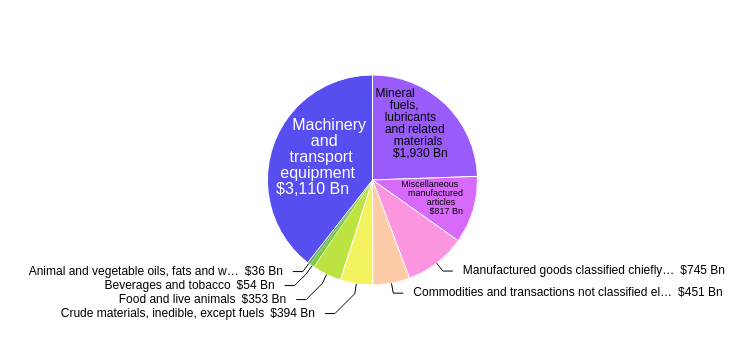 Mineral
fuels,
lubricants
and related
materials
$1,930 Bn
Miscellaneous
manufactured
articles
$817 Bn
Manufactured goods classified chiefly… $745 Bn
Commodities and transactions not classified el… $451 Bn
Crude materials, inedible, except fuels $394 Bn
Food and live animals $353 Bn
Beverages and tobacco $54 Bn
Animal and vegetable oils, fats and w… $36 Bn
Machinery
and
transport
equipment
$3,110 Bn